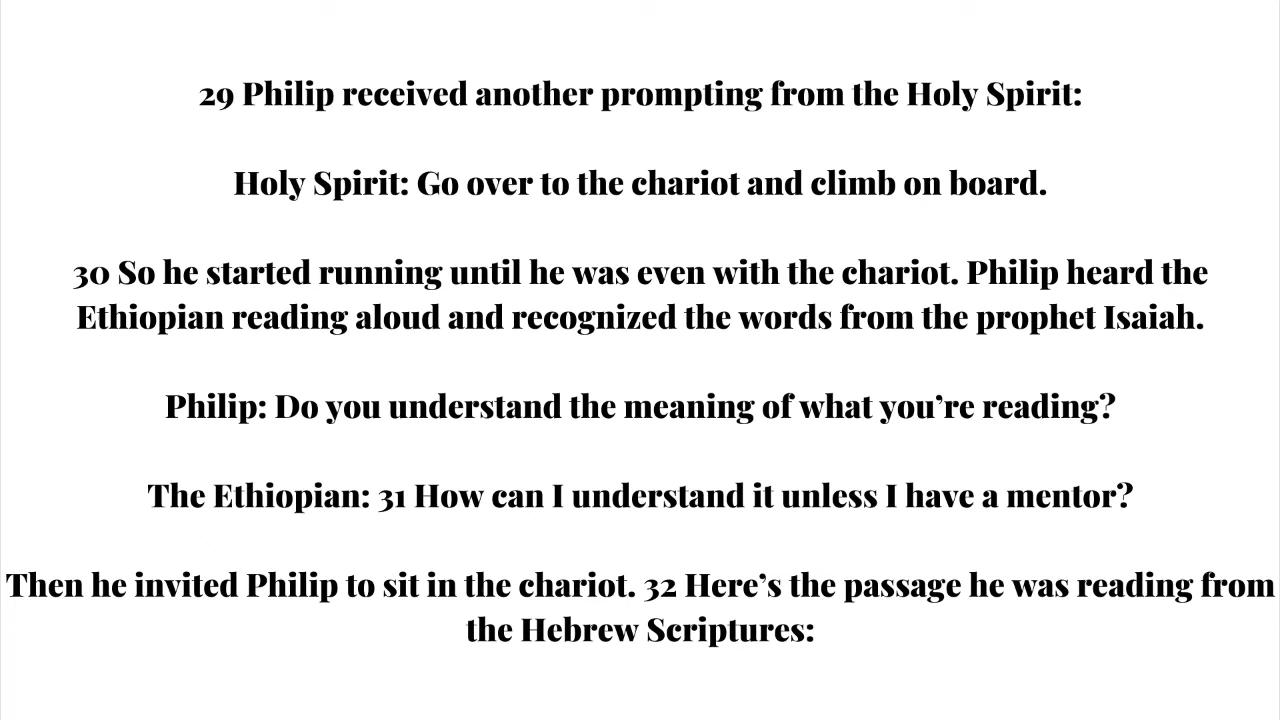 29 Philip received another prompting from the Holy Spirit:
Holy Spirit: Go over to the chariot and climb on board.
30 So he started running until he was even with the chariot. Philip heard the
Ethiopian reading aloud and recognized the words from the prophet Isaiah.
Philip: Do you understand the meaning of what you’re reading?
The Ethiopian: 31 How can I understand it unless I have a mentor?
Then he invited Philip to sit in the chariot. 32 Here’s the passage he was reading from
the Hebrew Scriptures: